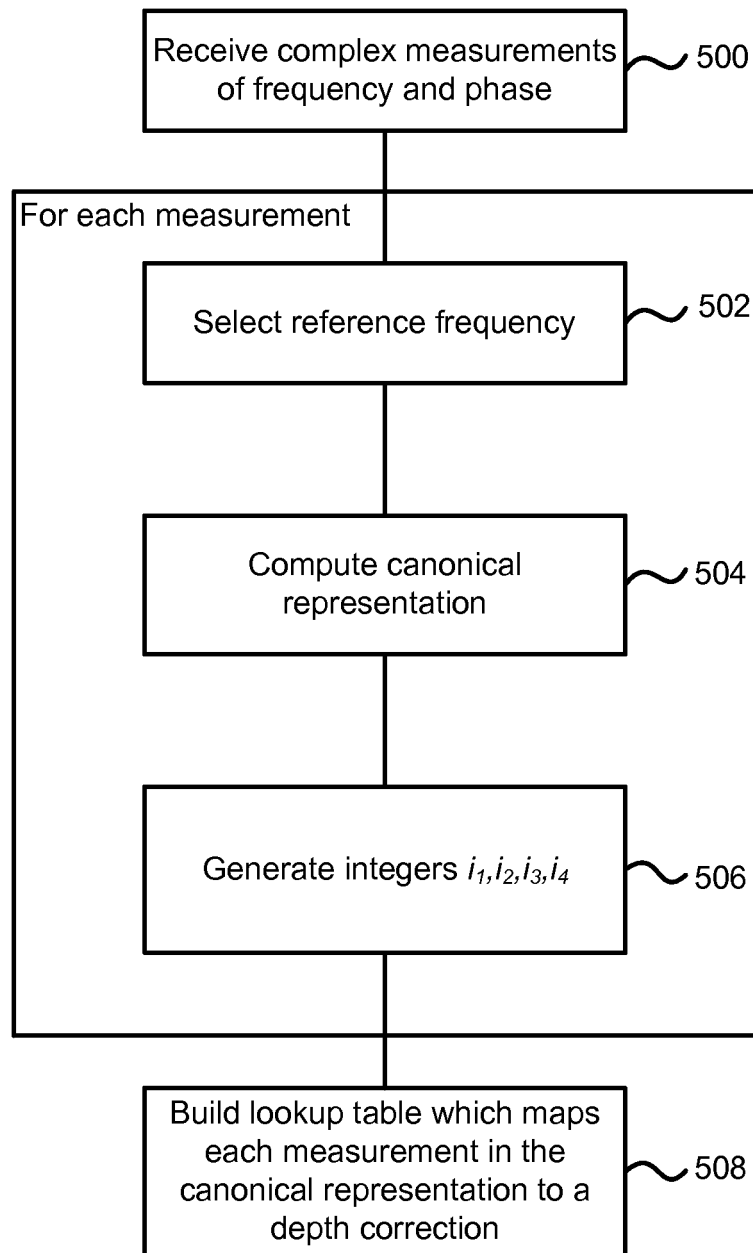 Receive complex measurements
of frequency and phase
500
For each measurement
Select reference frequency
502
Compute canonical
representation
504
Generate integers i₁,i₂,i₃,i₄
506
Build lookup table which maps
each measurement in the
canonical representation to a
depth correction
508